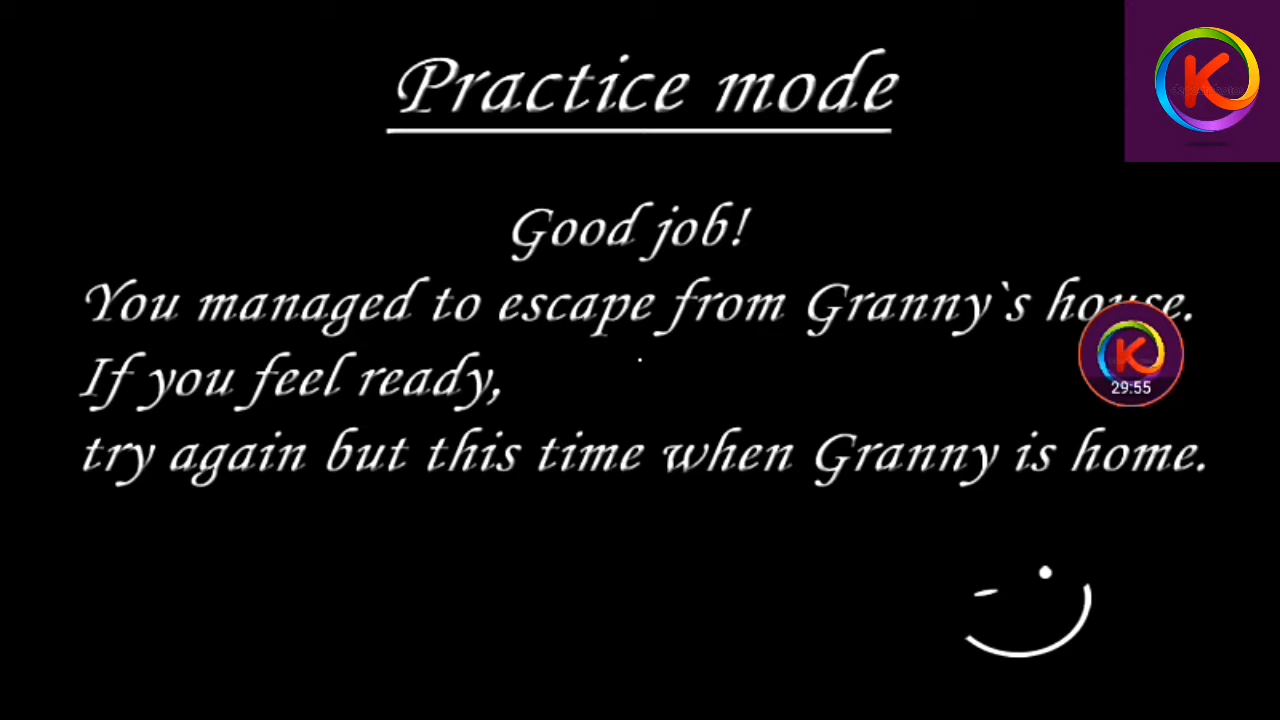 Practice mode
K
Good job!
You managed to escape from Granny`s house.
If you feel ready,
K
29:55
try again but this time when Granny is home.